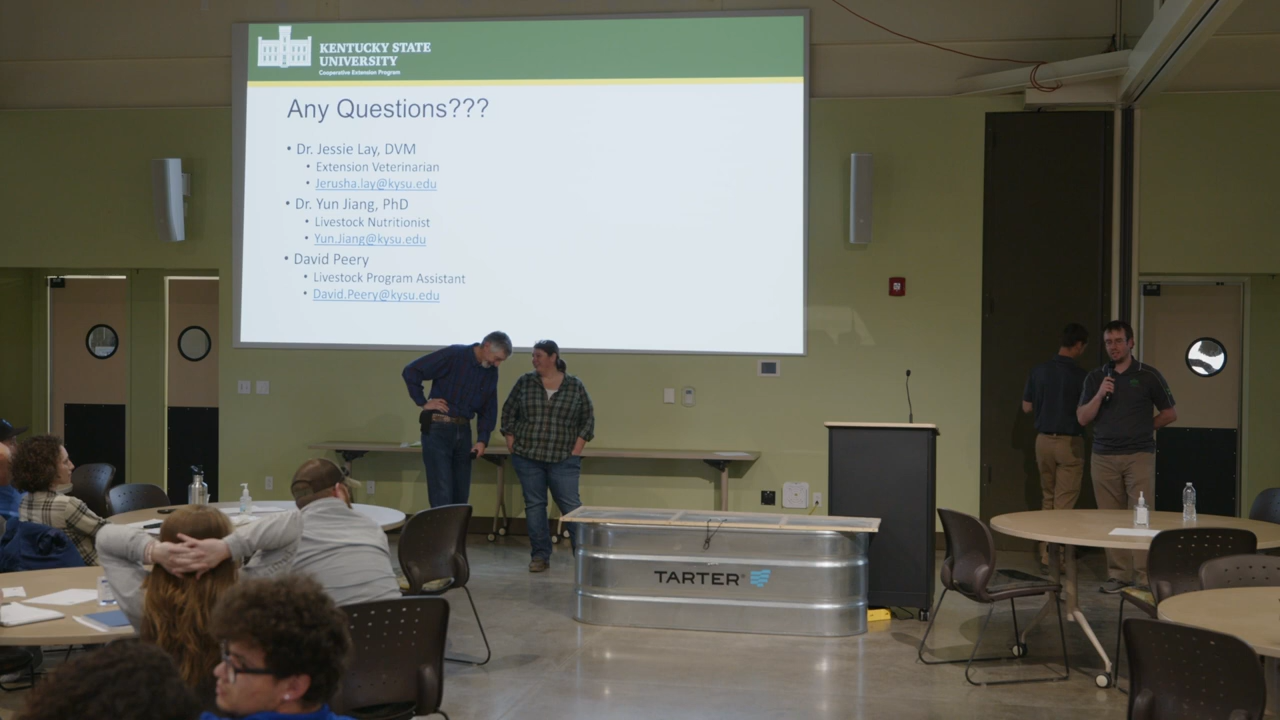 KENTUCKY STATE
UNIVERSITY
Cooperative Extension Program
Any Questions???
• Dr. Jessie Lay, DVM
• Extension Veterinarian
• Jerusha.lay@kysu.edu
• Dr. Yun Jiang, PhD
• Livestock Nutritionist
• Yun.Jiang@kysu.edu
• David Peery
• Livestock Program Assistant
• David.Peery@kysu.edu
TARTER